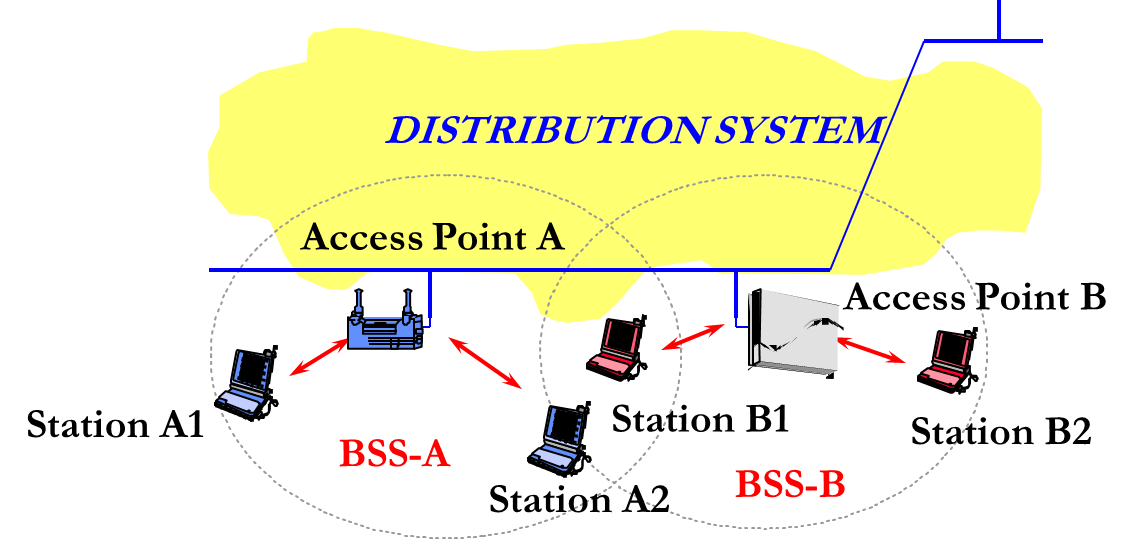 DISTRIBUTION SYSTEM
Access Point A
Access Point B
Station A1
Station B1
Station B2
BSS-A
BSS-B
Station A2